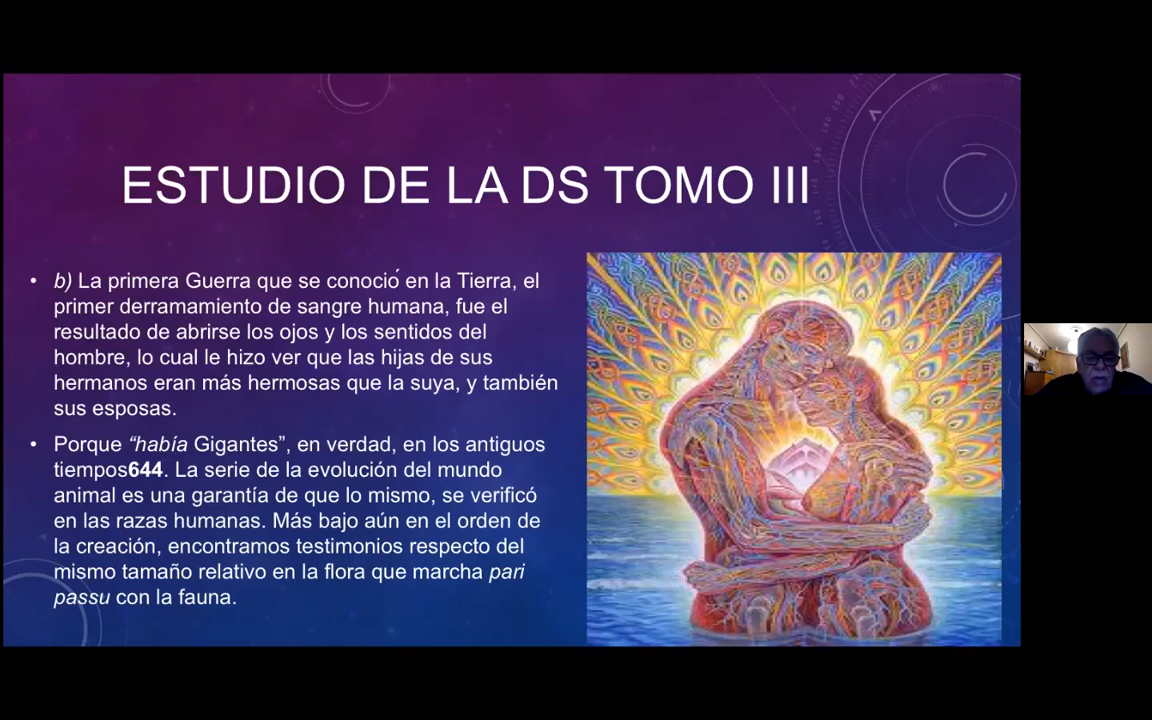 ESTUDIO DE LA DS TOMO III
• b) La primera Guerra que se conoció en la Tierra, el
primer derramamiento de sangre humana, fue el
resultado de abrirse los ojos y los sentidos del
hombre, lo cual le hizo ver que las hijas de sus
hermanos eran más hermosas que la suya, y también
sus esposas.
• Porque “había Gigantes”, en verdad, en los antiguos
tiempos644. La serie de la evolución del mundo
animal es una garantía de que lo mismo, se verificó
en las razas humanas. Más bajo aún en el orden de
la creación, encontramos testimonios respecto del
mismo tamaño relativo en la flora que marcha pari
passu con la fauna.